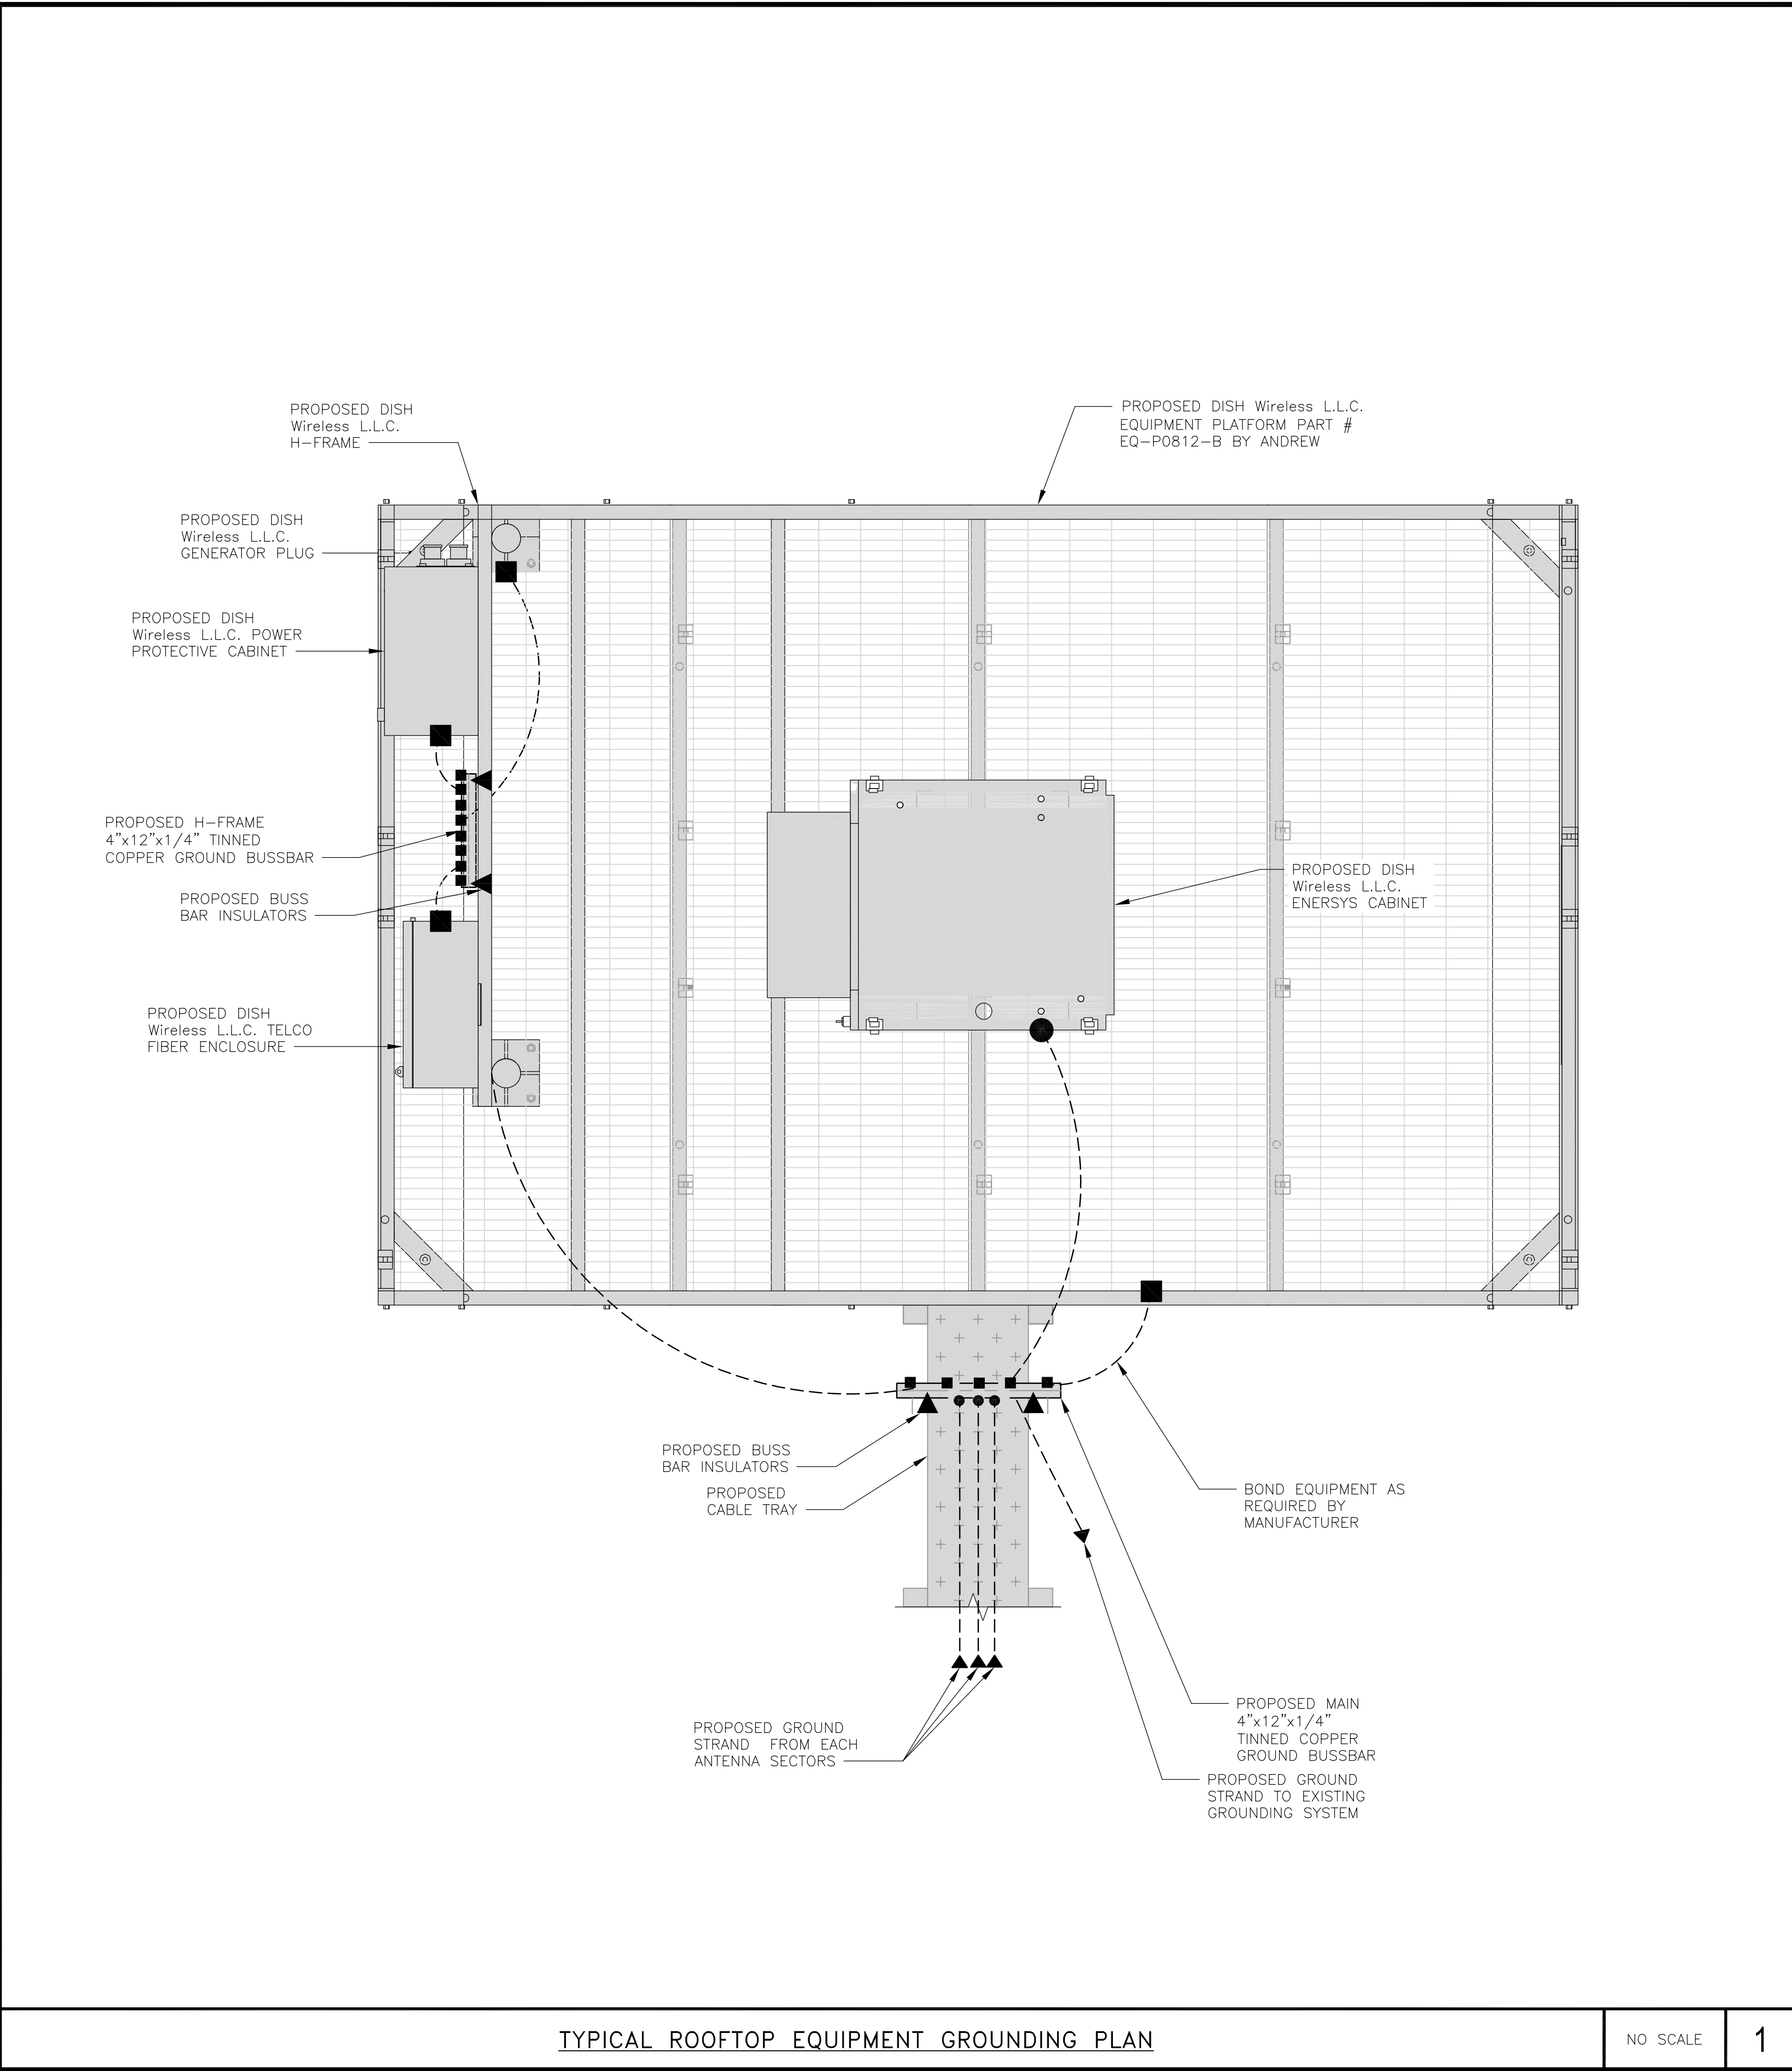 PROPOSED DISH
Wireless L.L.C.
H-FRAME
PROPOSED DISH Wireless L.L.C.
EQUIPMENT PLATFORM PART #
EQ-P0812-B BY ANDREW
PROPOSED DISH
Wireless L.L.C.
GENERATOR PLUG
PROPOSED DISH
Wireless L.L.C. POWER
PROTECTIVE CABINET
PROPOSED H-FRAME
4"x12"x1/4" TINNED
COPPER GROUND BUSSBAR
PROPOSED BUSS
BAR INSULATORS
PROPOSED DISH
Wireless L.L.C.
ENERSYS CABINET
PROPOSED DISH
Wireless L.L.C. TELCO
FIBER ENCLOSURE
PROPOSED BUSS
BAR INSULATORS
PROPOSED
CABLE TRAY
BOND EQUIPMENT AS
REQUIRED BY
MANUFACTURER
PROPOSED GROUND
STRAND FROM EACH
ANTENNA SECTORS
PROPOSED MAIN
4"x12"x1/4"
TINNED COPPER
GROUND BUSSBAR
PROPOSED GROUND
STRAND TO EXISTING
GROUNDING SYSTEM
TYPICAL ROOFTOP EQUIPMENT GROUNDING PLAN
NO SCALE
1